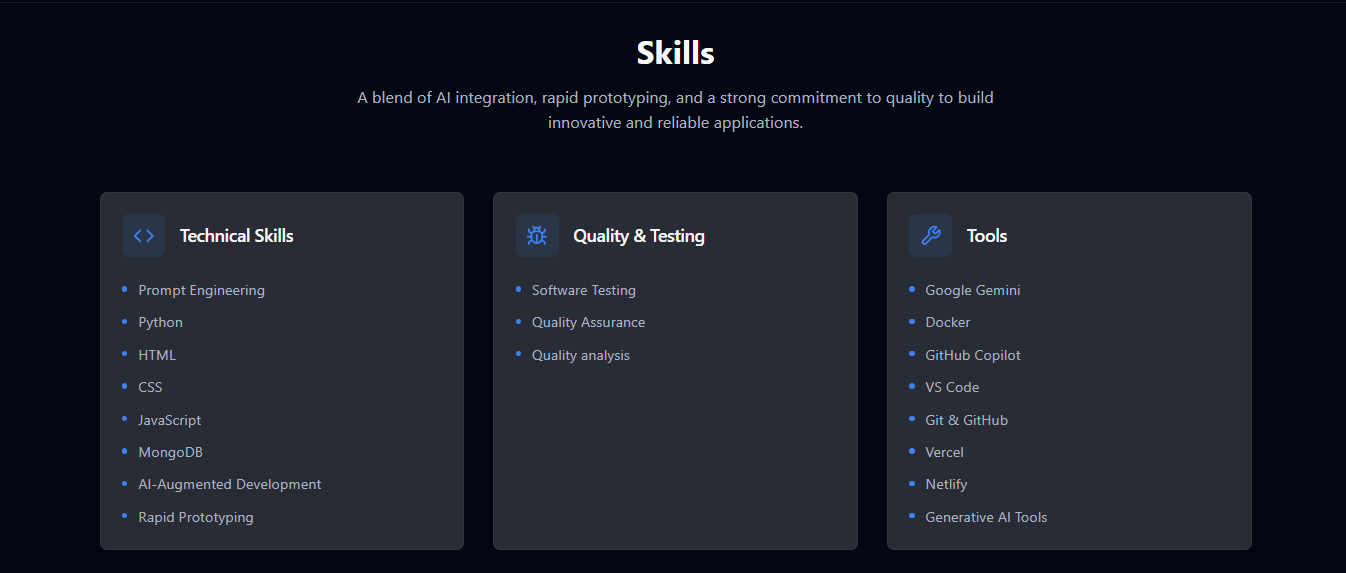 Skills
A blend of AI integration, rapid prototyping, and a strong commitment to quality to build
innovative and reliable applications.
Technical Skills
Prompt Engineering
Python
HTML
CSS
JavaScript
MongoDB
AI-Augmented Development
Rapid Prototyping
Quality & Testing
Software Testing
Quality Assurance
Quality analysis
Tools
Google Gemini
Docker
GitHub Copilot
VS Code
Git & GitHub
Vercel
Netlify
Generative AI Tools